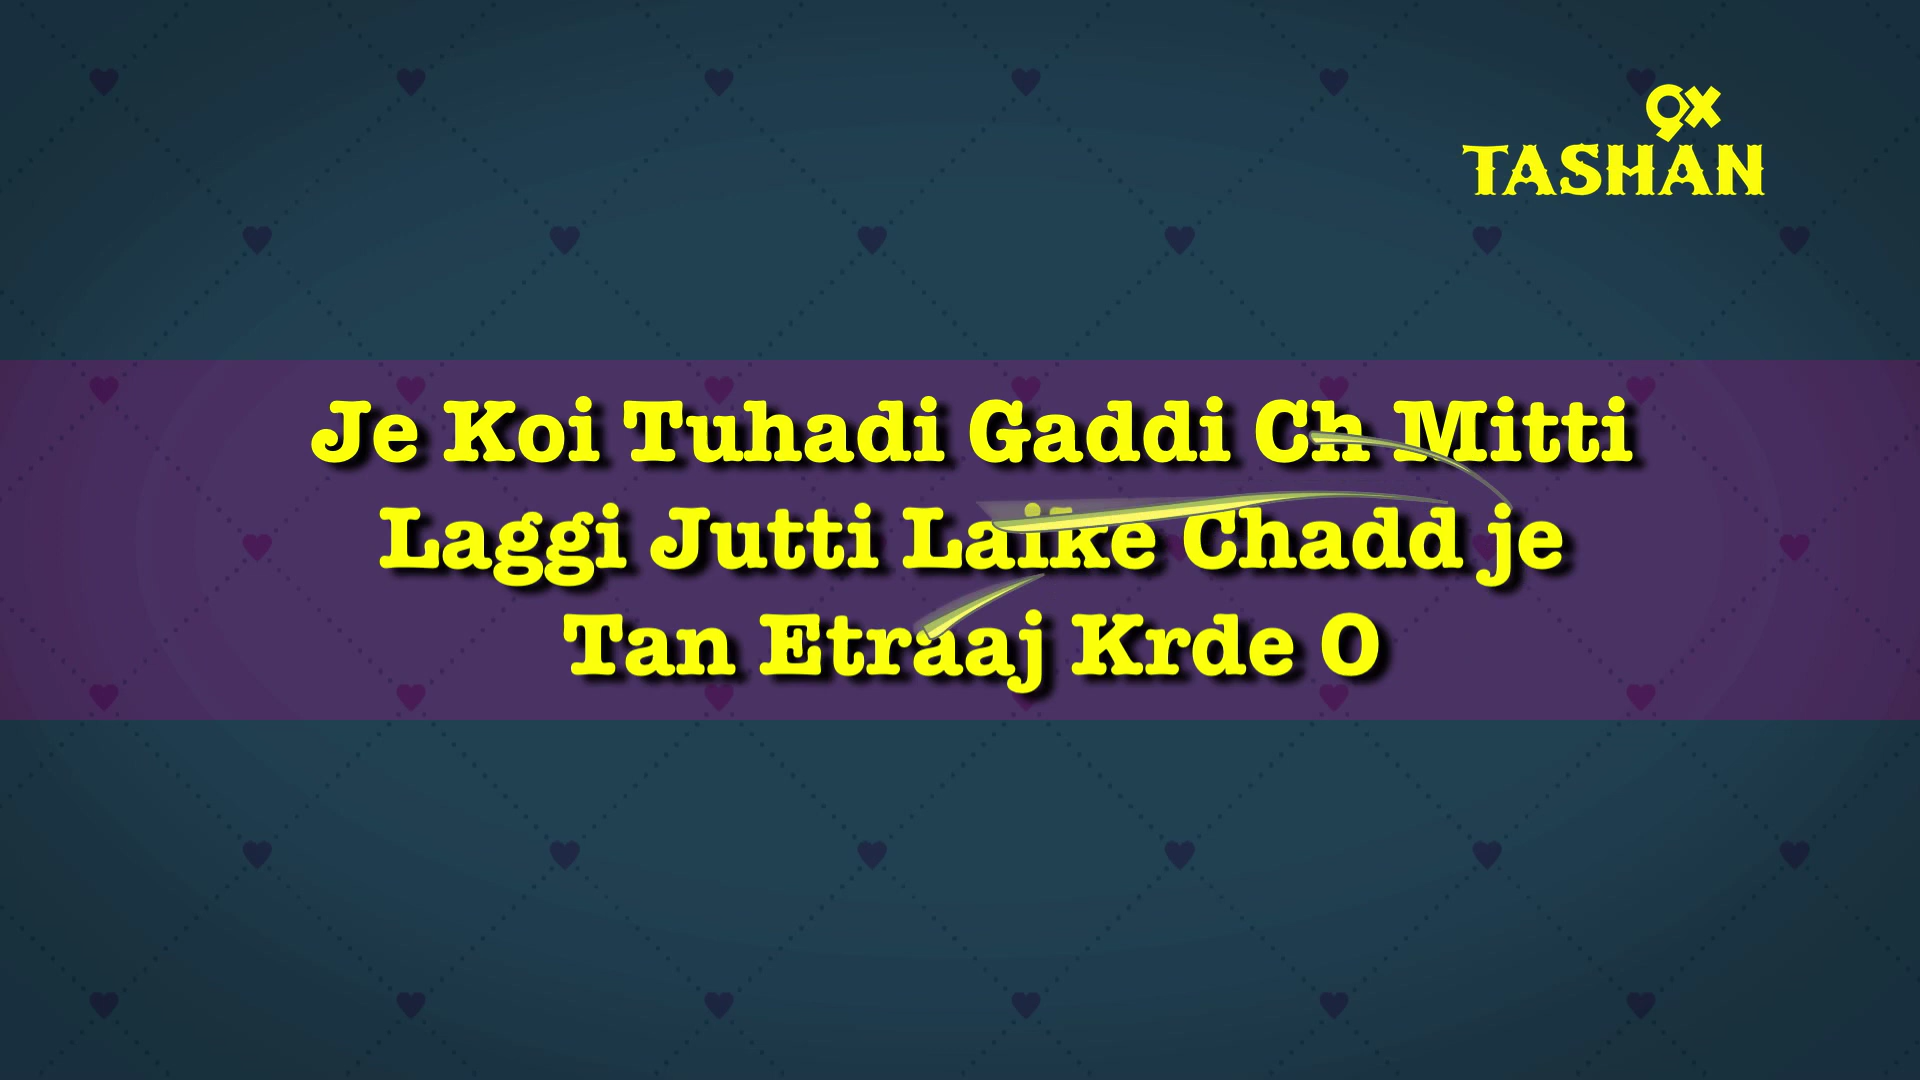 9x
TASHAN
Je Koi Tuhadi Gaddi Ch Mitti
Laggi Jutti Laike Chadd je
Tan Etraaj Krde O